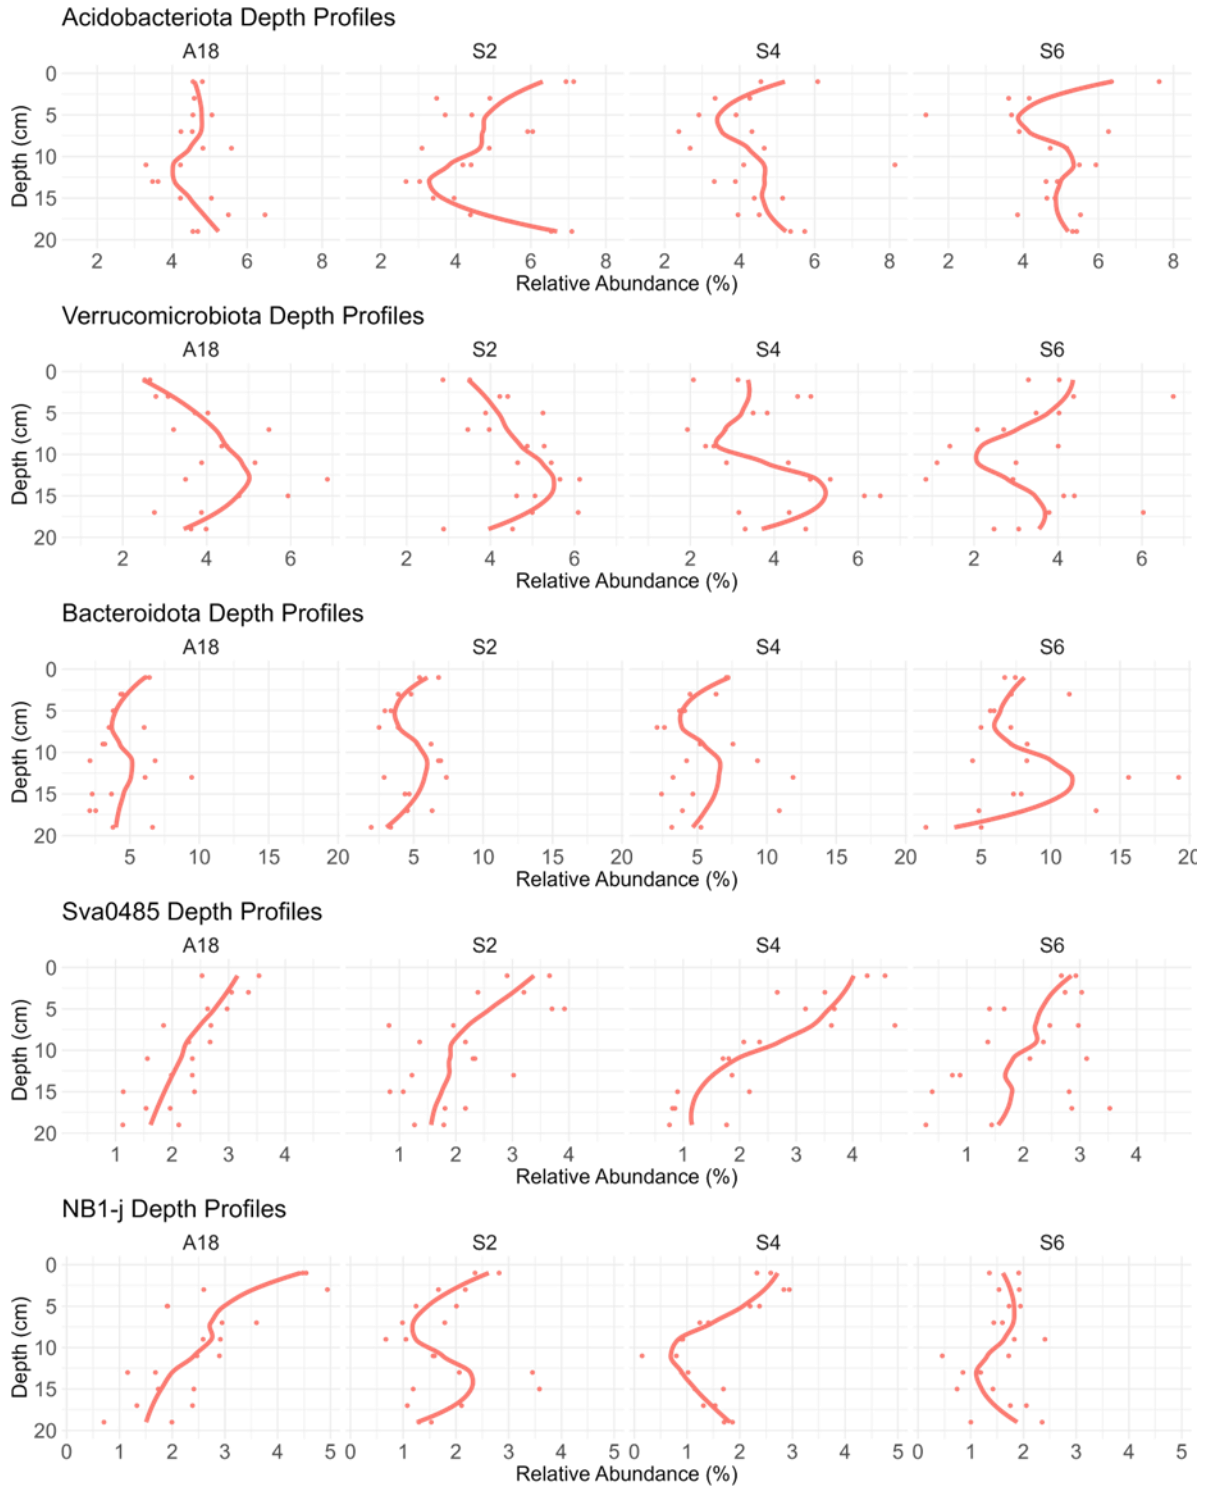 Acidobacteriota Depth Profiles
A18 S2 S4 S6
Depth (cm)
0
5
10
15
20
2 4 6 8 2 4 6 8 2 4 6 8 2 4 6 8
Relative Abundance (%)
Verrucomicrobiota Depth Profiles
A18 S2 S4 S6
Depth (cm)
0
5
10
15
20
2 4 6 2 4 6 2 4 6 2 4 6
Relative Abundance (%)
Bacteroidota Depth Profiles
A18 S2 S4 S6
Depth (cm)
0
5
10
15
20
5 10 15 20 5 10 15 20 5 10 15 20 5 10 15 20
Relative Abundance (%)
Sva0485 Depth Profiles
A18 S2 S4 S6
Depth (cm)
0
5
10
15
20
1 2 3 4 1 2 3 4 1 2 3 4 1 2 3 4
Relative Abundance (%)
NB1-j Depth Profiles
A18 S2 S4 S6
Depth (cm)
0
5
10
15
20
0 1 2 3 4 5 0 1 2 3 4 5 0 1 2 3 4 5 0 1 2 3 4 5
Relative Abundance (%)